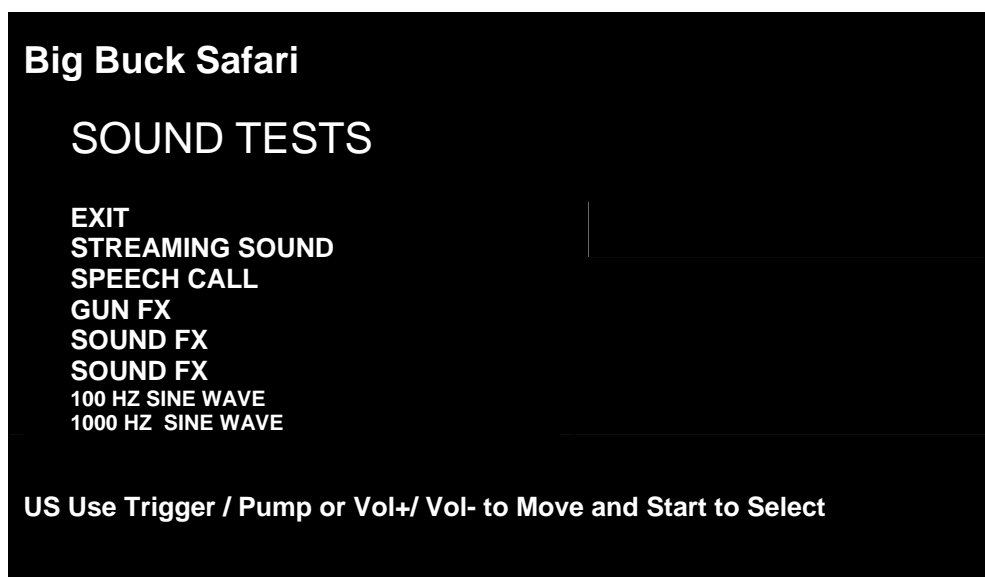 Big Buck Safari
SOUND TESTS
EXIT
STREAMING SOUND
SPEECH CALL
GUN FX
SOUND FX
SOUND FX
100 HZ SINE WAVE
1000 HZ  SINE WAVE
US Use Trigger / Pump or Vol+/ Vol- to Move and Start to Select